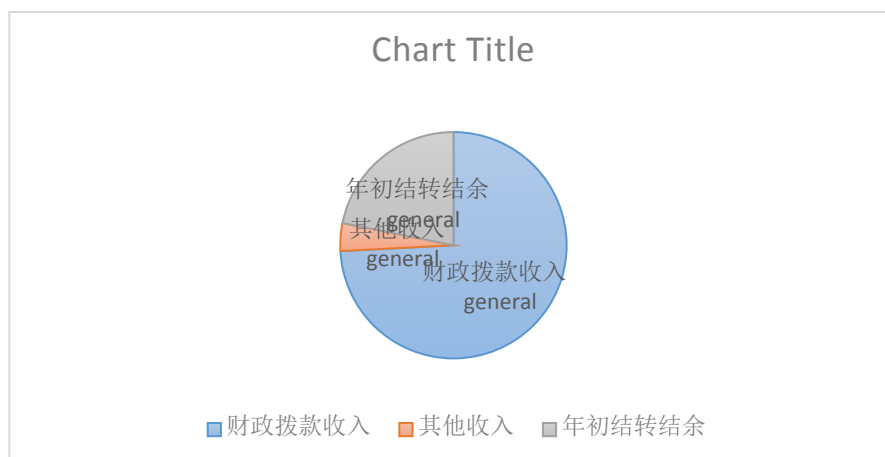 Chart Title
年初结转结余
general
其他收入
general
财政拨款收入
general
财政拨款收入 其他收入 年初结转结余